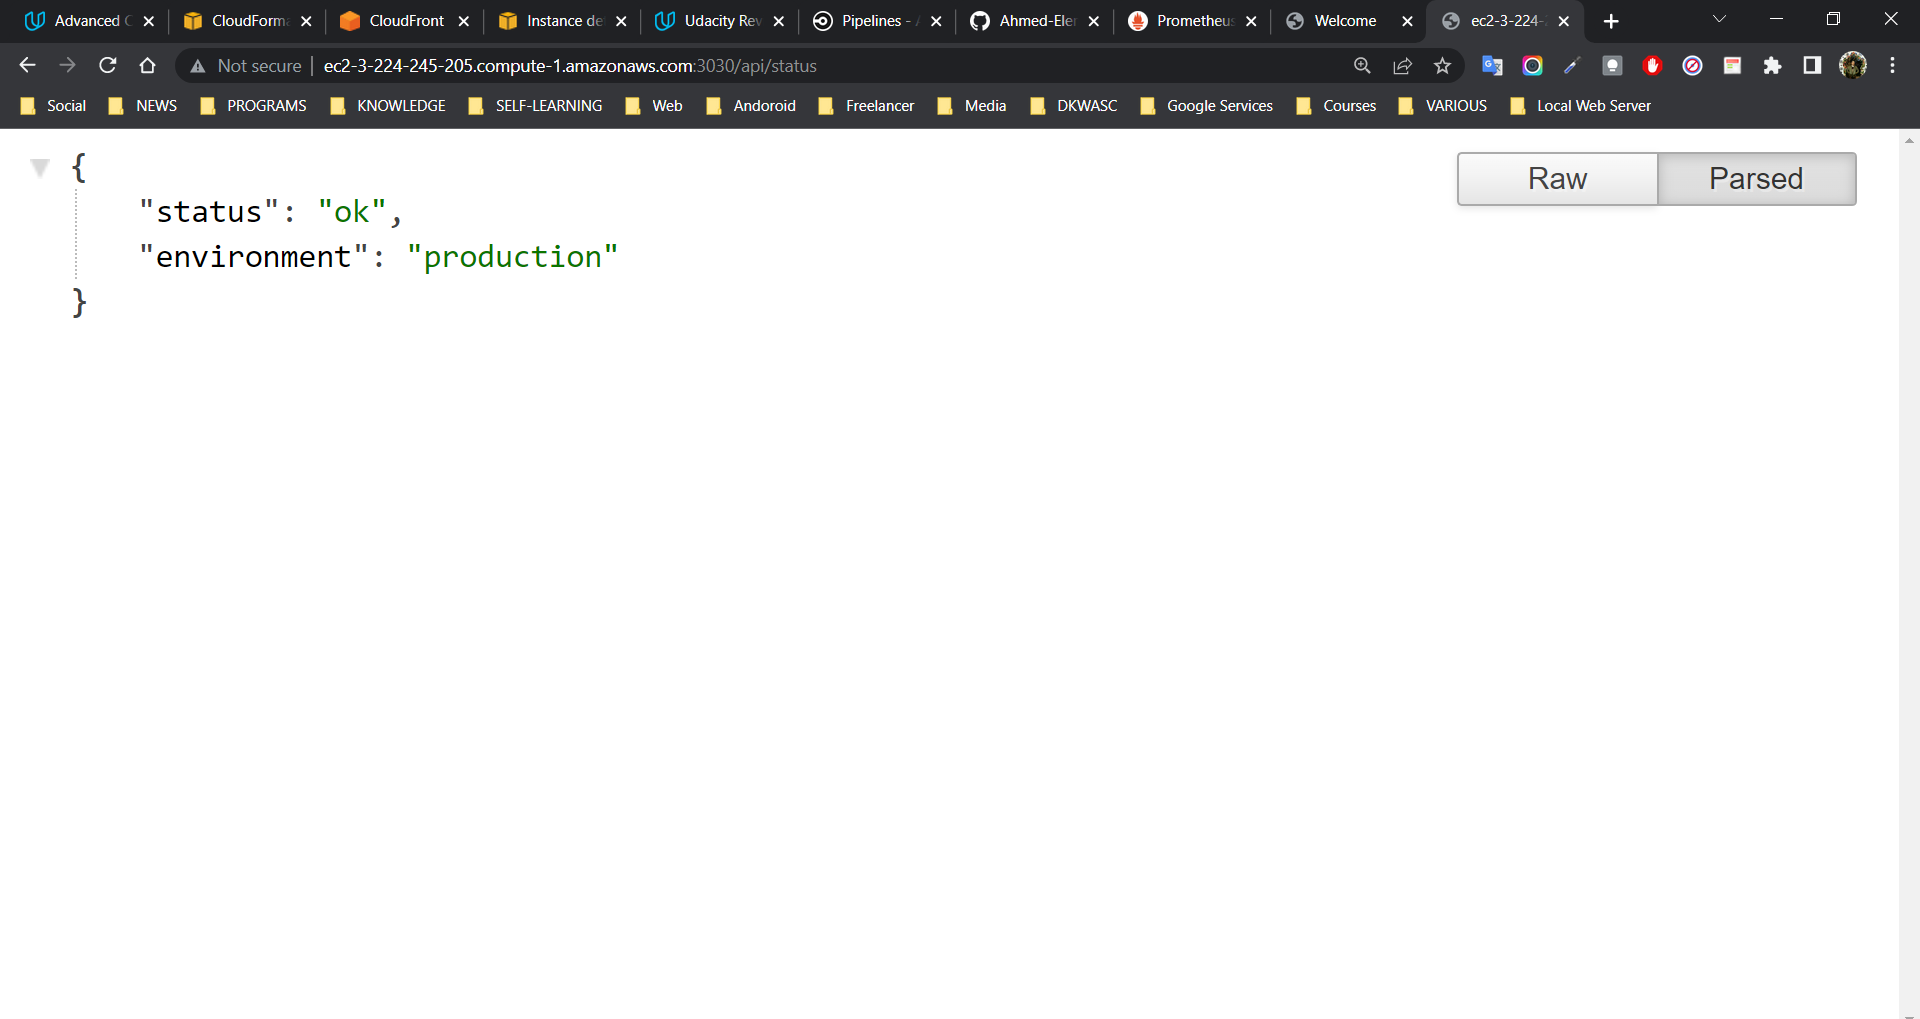 Advanced C
CloudForma
CloudFront
Instance de
Udacity Rev
Pipelines - A
Ahmed-Eler
Prometheus
Welcome
ec2-3-224-2
Not secure ec2-3-224-245-205.compute-1.amazonaws.com:3030/api/status
Social NEWS PROGRAMS KNOWLEDGE SELF-LEARNING Web Andoroid Freelancer Media DKWASC Google Services Courses VARIOUS Local Web Server
{
"status": "ok",
"environment": "production"
}
Raw Parsed